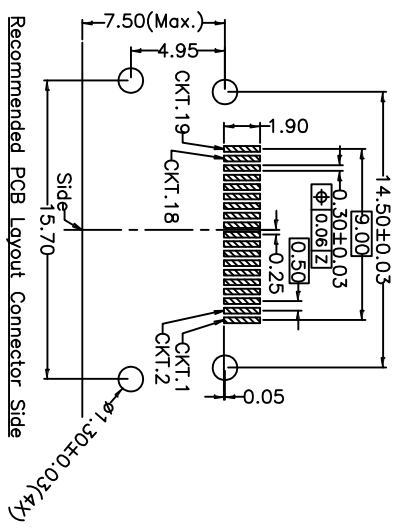 7.50(Max.)
4.95
CKT.19
CKT.18
1.90
14.50±0.03
9.00
0.30±0.03
⌖ 0.06 Z
0.50
0.25
Side
15.70
CKT.1
CKT.2
0.05
ø1.30±0.03(4X)
Recommended PCB Layout Connector Side